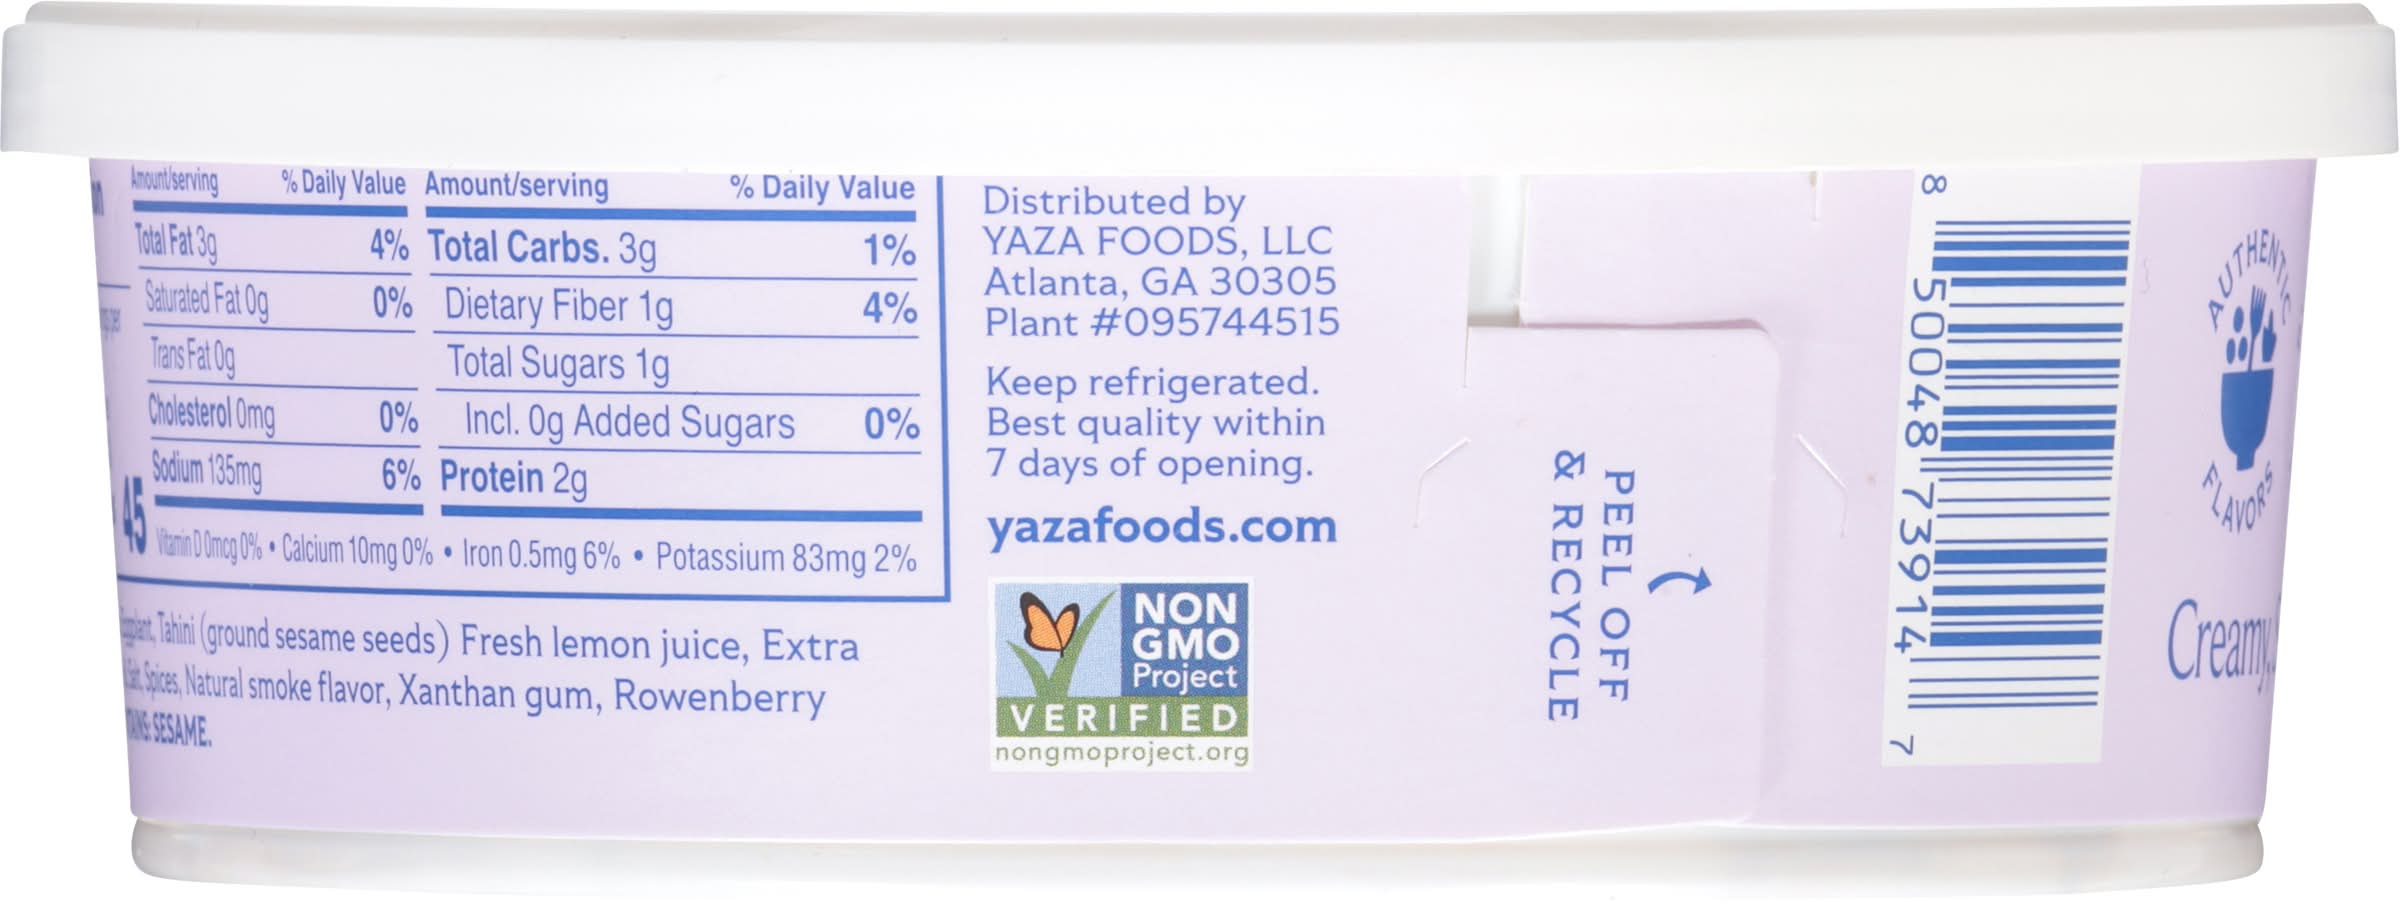 Amount/serving % Daily Value
Total Fat 3g 4%
Saturated Fat 0g 0%
Trans Fat 0g
Cholesterol 0mg 0%
Sodium 135mg 6%
Amount/serving % Daily Value
Total Carbs. 3g 1%
Dietary Fiber 1g 4%
Total Sugars 1g
Incl. 0g Added Sugars 0%
Protein 2g
45
Vitamin D 0mcg 0% • Calcium 10mg 0% • Iron 0.5mg 6% • Potassium 83mg 2%
Tahini (ground sesame seeds) Fresh lemon juice, Extra
Salt, Spices, Natural smoke flavor, Xanthan gum, Rowenberry
SESAME.
Distributed by
YAZA FOODS, LLC
Atlanta, GA 30305
Plant #095744515
Keep refrigerated.
Best quality within
7 days of opening.
yazafoods.com
NON
GMO
Project
VERIFIED
nongmoproject.org
PEEL OFF
& RECYCLE
8 50048 73914 7
AUTHENTIC
FLAVORS
Creamy